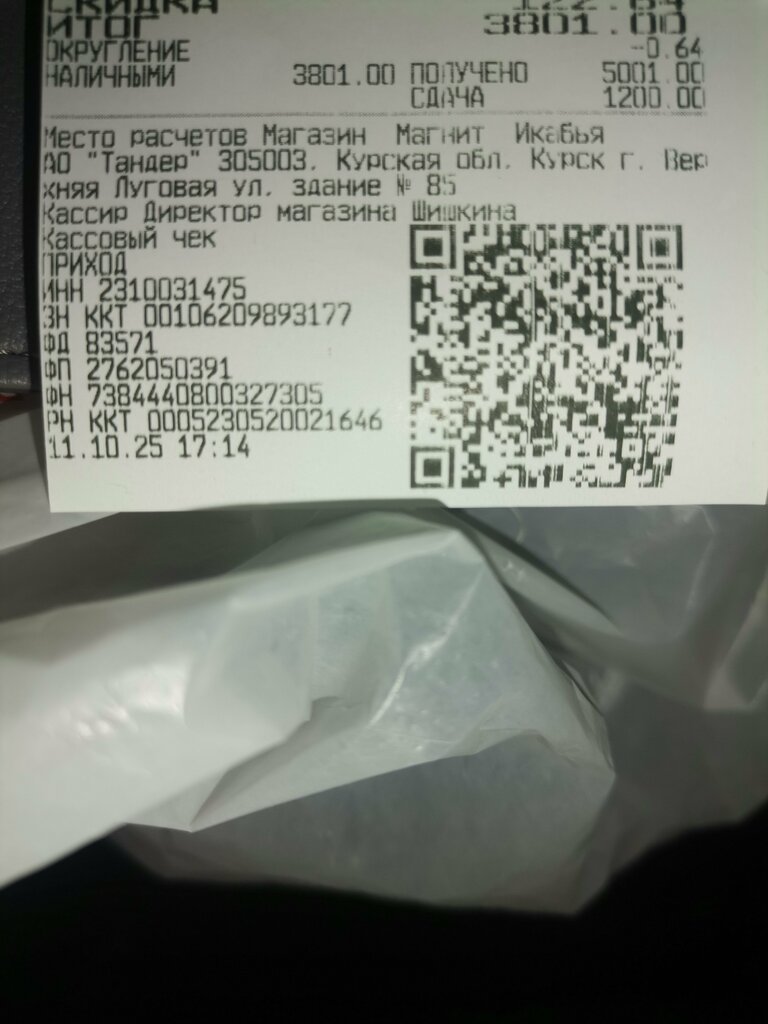 СКИДКА 122.64
ИТОГ 3801.00
ОКРУГЛЕНИЕ -0.64
НАЛИЧНЫМИ 3801.00 ПОЛУЧЕНО 5001.00
СДАЧА 1200.00
Место расчетов Магазин Магнит Икабья
АО "Тандер" 305003, Курская обл, Курск г, Вер
хняя Луговая ул, здание № 85
Кассир Директор магазина Шишкина
Кассовый чек
ПРИХОД
ИНН 2310031475
ЗН ККТ 00106209893177
ФД 83571
ФП 2762050391
ФН 7384440800327305
РН ККТ 0005230520021646
11.10.25 17:14